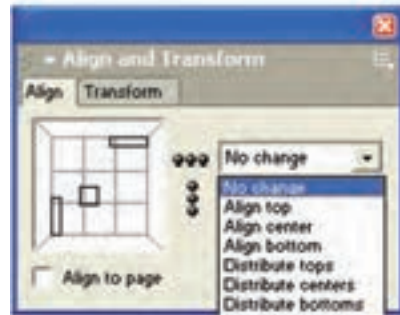 Align and Transform
Align Transform
No change
No change
Align top
Align center
Align bottom
Distribute tops
Distribute centers
Distribute bottoms
Align to page